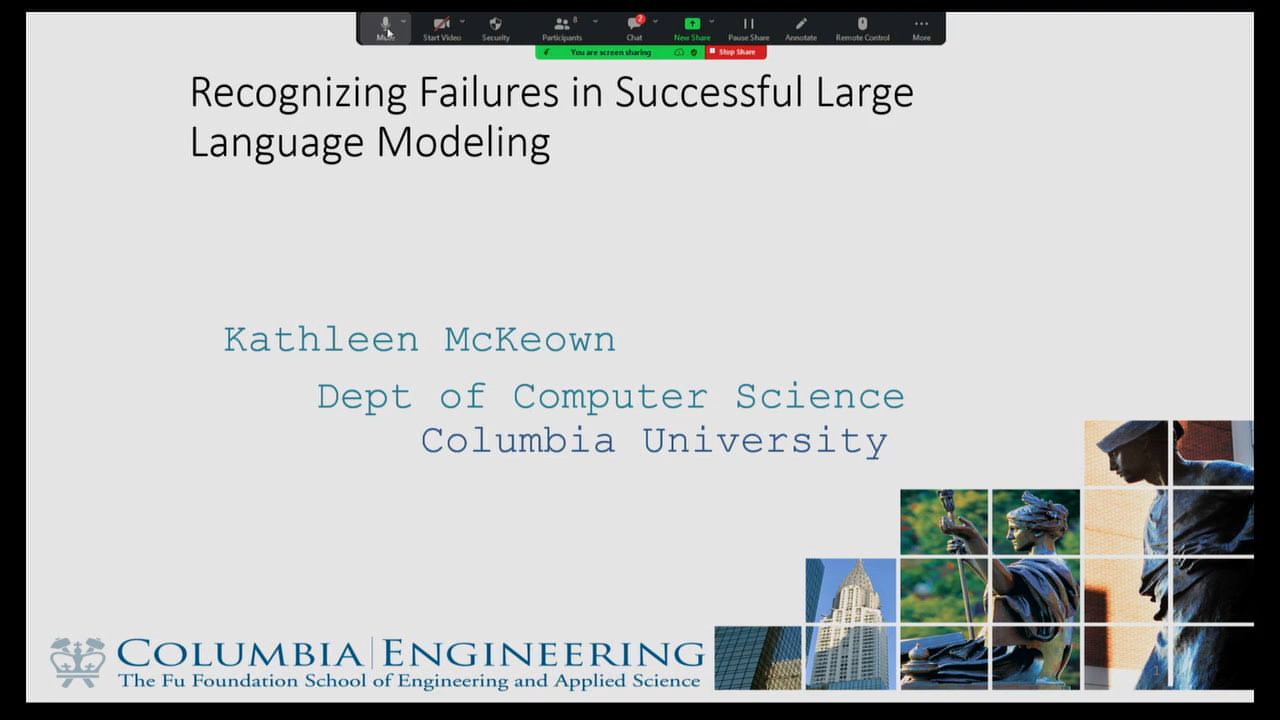 8
2
Mute
Start Video
Security
Participants
Chat
New Share
Pause Share
Annotate
Remote Control
More
You are screen sharing
Stop Share
Recognizing Failures in Successful Large
Language Modeling
Kathleen McKeown
Dept of Computer Science
Columbia University
COLUMBIA | ENGINEERING
The Fu Foundation School of Engineering and Applied Science